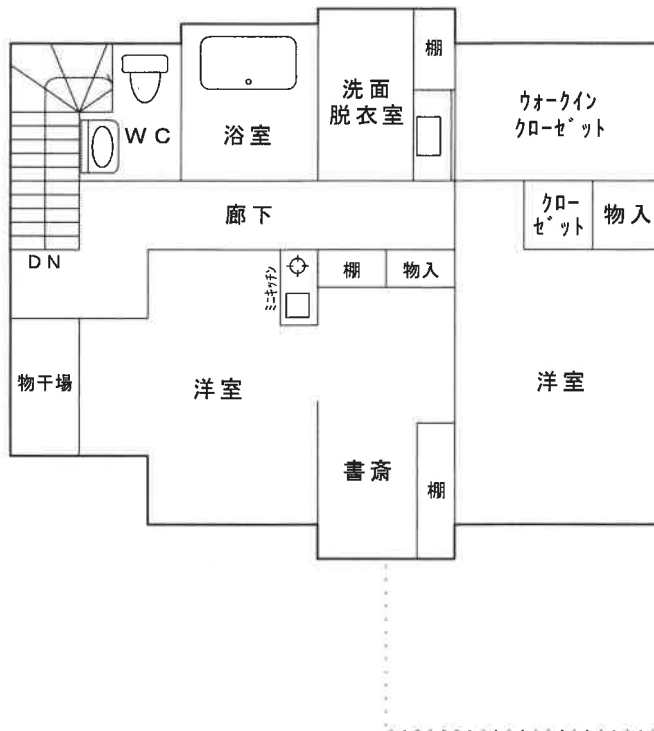 棚
洗面
脱衣室
ウォークイン
クローゼット
WC
浴室
クロー
ゼット
物入
廊下
DN
ミニキッチン
棚
物入
物干場
洋室
洋室
書斎
棚